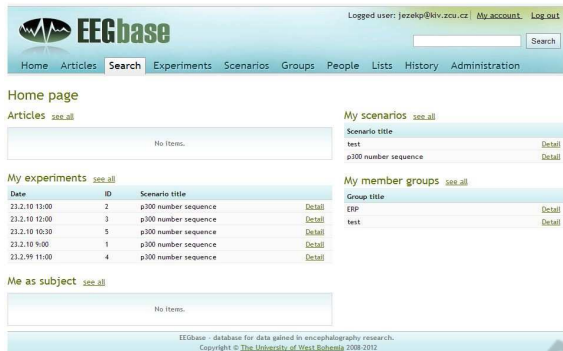 Logged user: jezekp@kiv.zcu.cz | My account Log out
EEGbase
Search
Home Articles Search Experiments Scenarios Groups People Lists History Administration
Home page
Articles see all
No items.
My experiments see all
Date ID Scenario title
23.2.10 13:00 2 p300 number sequence Detail
23.2.10 12:00 3 p300 number sequence Detail
23.2.10 10:30 5 p300 number sequence Detail
23.2.10 9:00 1 p300 number sequence Detail
23.2.99 11:00 4 p300 number sequence Detail
Me as subject see all
No items.
My scenarios see all
Scenario title
test Detail
p300 number sequence Detail
My member groups see all
Group title
ERP Detail
test Detail
EEGbase - database for data gained in encephalography research.
Copyright © The University of West Bohemia 2008-2012